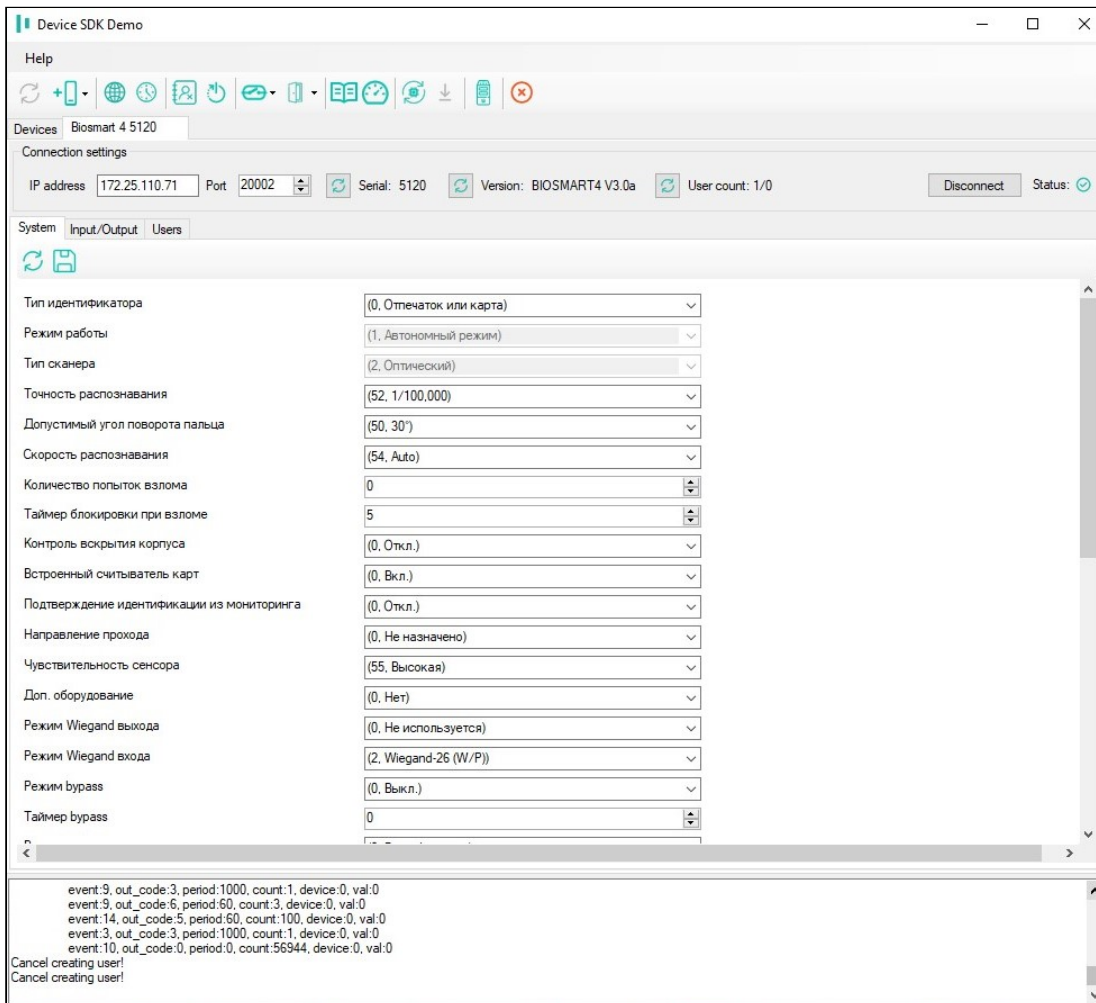 Device SDK Demo
Help
Devices Biosmart 4 5120
Connection settings
IP address 172.25.110.71 Port 20002 Serial: 5120 Version: BIOSMART4 V3.0a User count: 1/0 Disconnect Status:
System Input/Output Users
Тип идентификатора (0, Отпечаток или карта)
Режим работы (1, Автономный режим)
Тип сканера (2, Оптический)
Точность распознавания (52, 1/100,000)
Допустимый угол поворота пальца (50, 30°)
Скорость распознавания (54, Auto)
Количество попыток взлома 0
Таймер блокировки при взломе 5
Контроль вскрытия корпуса (0, Откл.)
Встроенный считыватель карт (0, Вкл.)
Подтверждение идентификации из мониторинга (0, Откл.)
Направление прохода (0, Не назначено)
Чувствительность сенсора (55, Высокая)
Доп. оборудование (0, Нет)
Режим Wiegand выхода (0, Не используется)
Режим Wiegand входа (2, Wiegand-26 (W/P))
Режим bypass (0, Выкл.)
Таймер bypass 0
event:9, out_code:3, period:1000, count:1, device:0, val:0
event:9, out_code:6, period:60, count:3, device:0, val:0
event:14, out_code:5, period:60, count:100, device:0, val:0
event:3, out_code:3, period:1000, count:1, device:0, val:0
event:10, out_code:0, period:0, count:56944, device:0, val:0
Cancel creating user!
Cancel creating user!